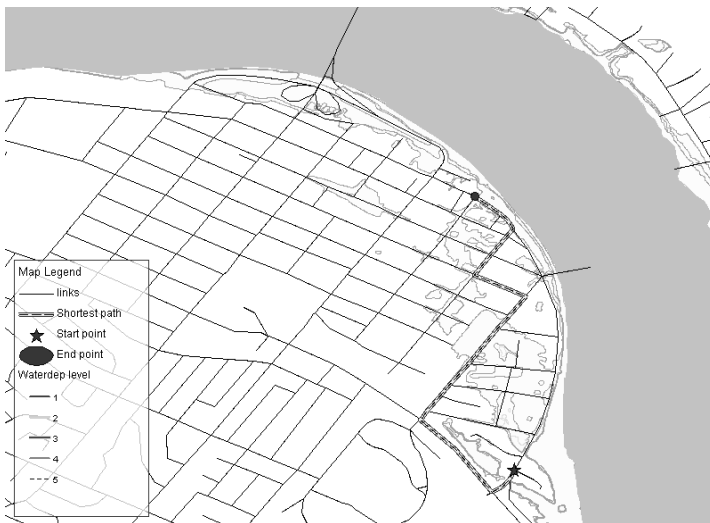 Map Legend
links
Shortest path
Start point
End point
Waterdep level
1
2
3
4
5